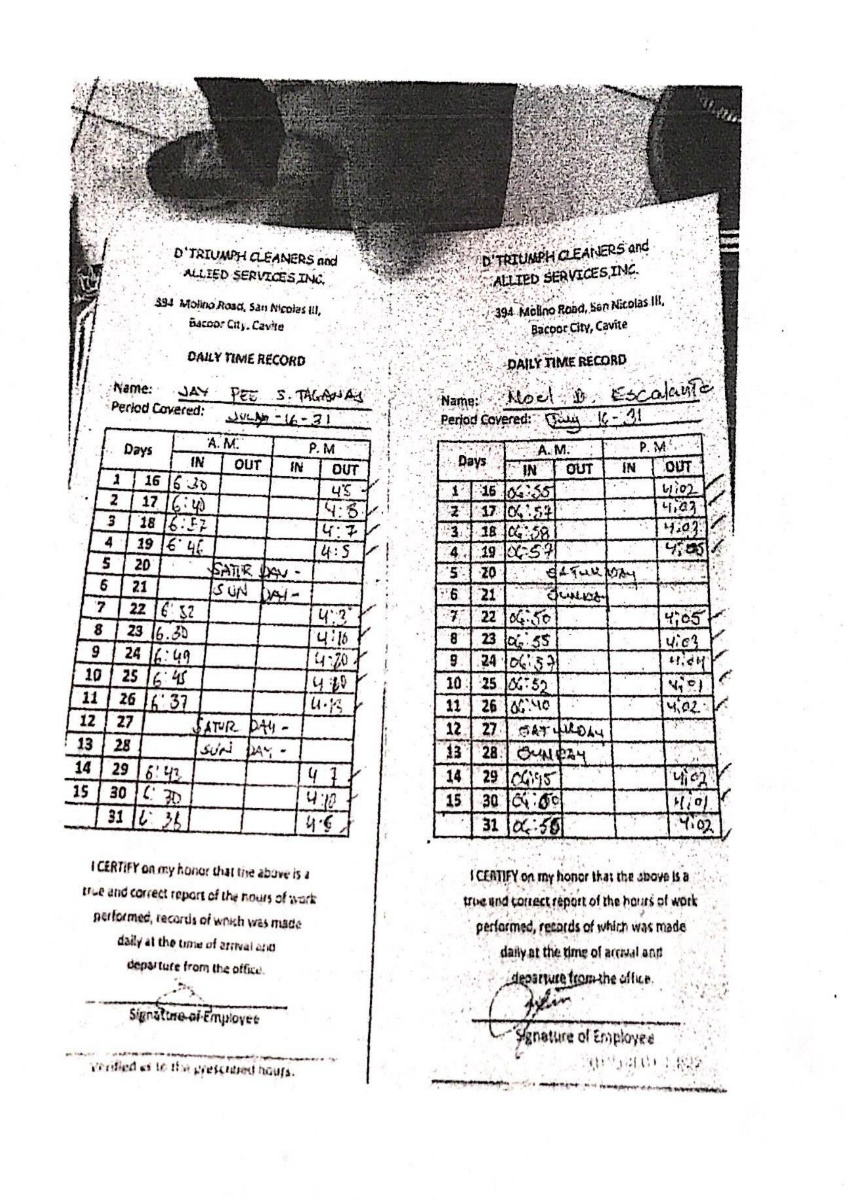 D'TRIUMPH CLEANERS and
ALLIED SERVICES,INC.
394 Molino Road, San Nicolas III,
Bacoor City, Cavite
DAILY TIME RECORD
Name: JAY PEE S. TAGANAS
Period Covered: -16-31
Days A.M. P.M
IN OUT IN OUT
1 16 6:30 4:5
2 17 6:40 4:8
3 18 6:57 4:7
4 19 6:46 4:5
5 20 SATUR DAY -
6 21 SUN DAY -
7 22 6:52 4:3
8 23 6.30 4:10
9 24 6:49 4:20
10 25 6:45
11 26 6:37 4:13
12 27 SATUR DAY -
13 28 SUN DAY -
14 29 6:43 4 7
15 30 4:10
31 6:38
I CERTIFY on my honor that the above is a
true and correct report of the hours of work
performed, records of which was made
daily at the time of arrival and
departure from the office.
Signature of Employee
Verified as to the prescribed hours.
D'TRIUMPH CLEANERS and
ALLIED SERVICES,INC.
394 Molino Road, San Nicolas III,
Bacoor City, Cavite
DAILY TIME RECORD
Name: Noel D. Escalante
Period Covered: July 16-31
Days A.M. P.M
IN OUT IN OUT
1 16 06:55 4:02
2 17 06:57 4:03
3 18 06:58 4:03
4 19 06:57 4:05
5 20 SATURDAY
6 21
7 22 06:50 4:05
8 23 06:55 4:03
9 24 06:57 4:04
10 25 06:52 4:01
11 26 06:40 4:02
12 27 SATURDAY
13 28 SUNDAY
14 29 06:45 4:02
15 30 4:01
31 06:58 4:02
I CERTIFY on my honor that the above is a
true and correct report of the hours of work
performed, records of which was made
daily at the time of arrival and
departure from the office.
Signature of Employee